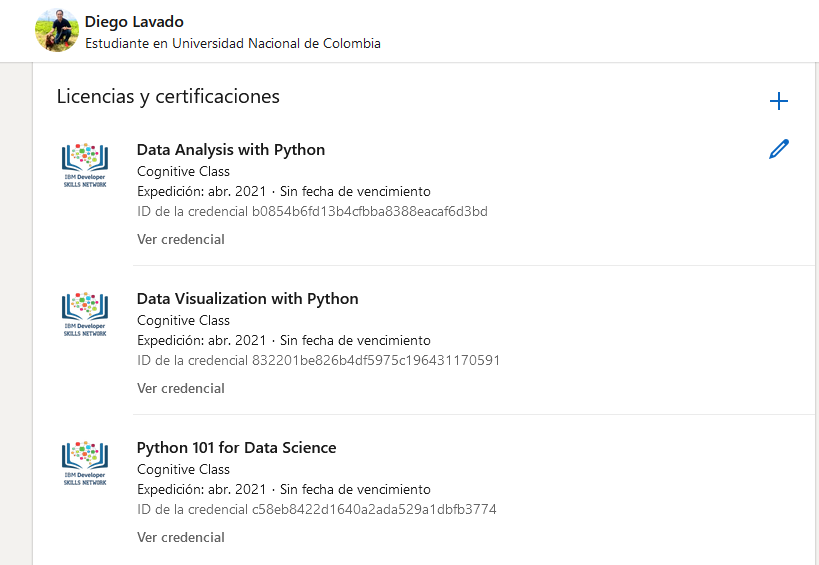 Diego Lavado
Estudiante en Universidad Nacional de Colombia
Licencias y certificaciones
IBM Developer
SKILLS NETWORK
Data Analysis with Python
Cognitive Class
Expedición: abr. 2021 · Sin fecha de vencimiento
ID de la credencial b0854b6fd13b4cfbba8388eacaf6d3bd
Ver credencial
IBM Developer
SKILLS NETWORK
Data Visualization with Python
Cognitive Class
Expedición: abr. 2021 · Sin fecha de vencimiento
ID de la credencial 832201be826b4df5975c196431170591
Ver credencial
IBM Developer
SKILLS NETWORK
Python 101 for Data Science
Cognitive Class
Expedición: abr. 2021 · Sin fecha de vencimiento
ID de la credencial c58eb8422d1640a2ada529a1dbfb3774
Ver credencial